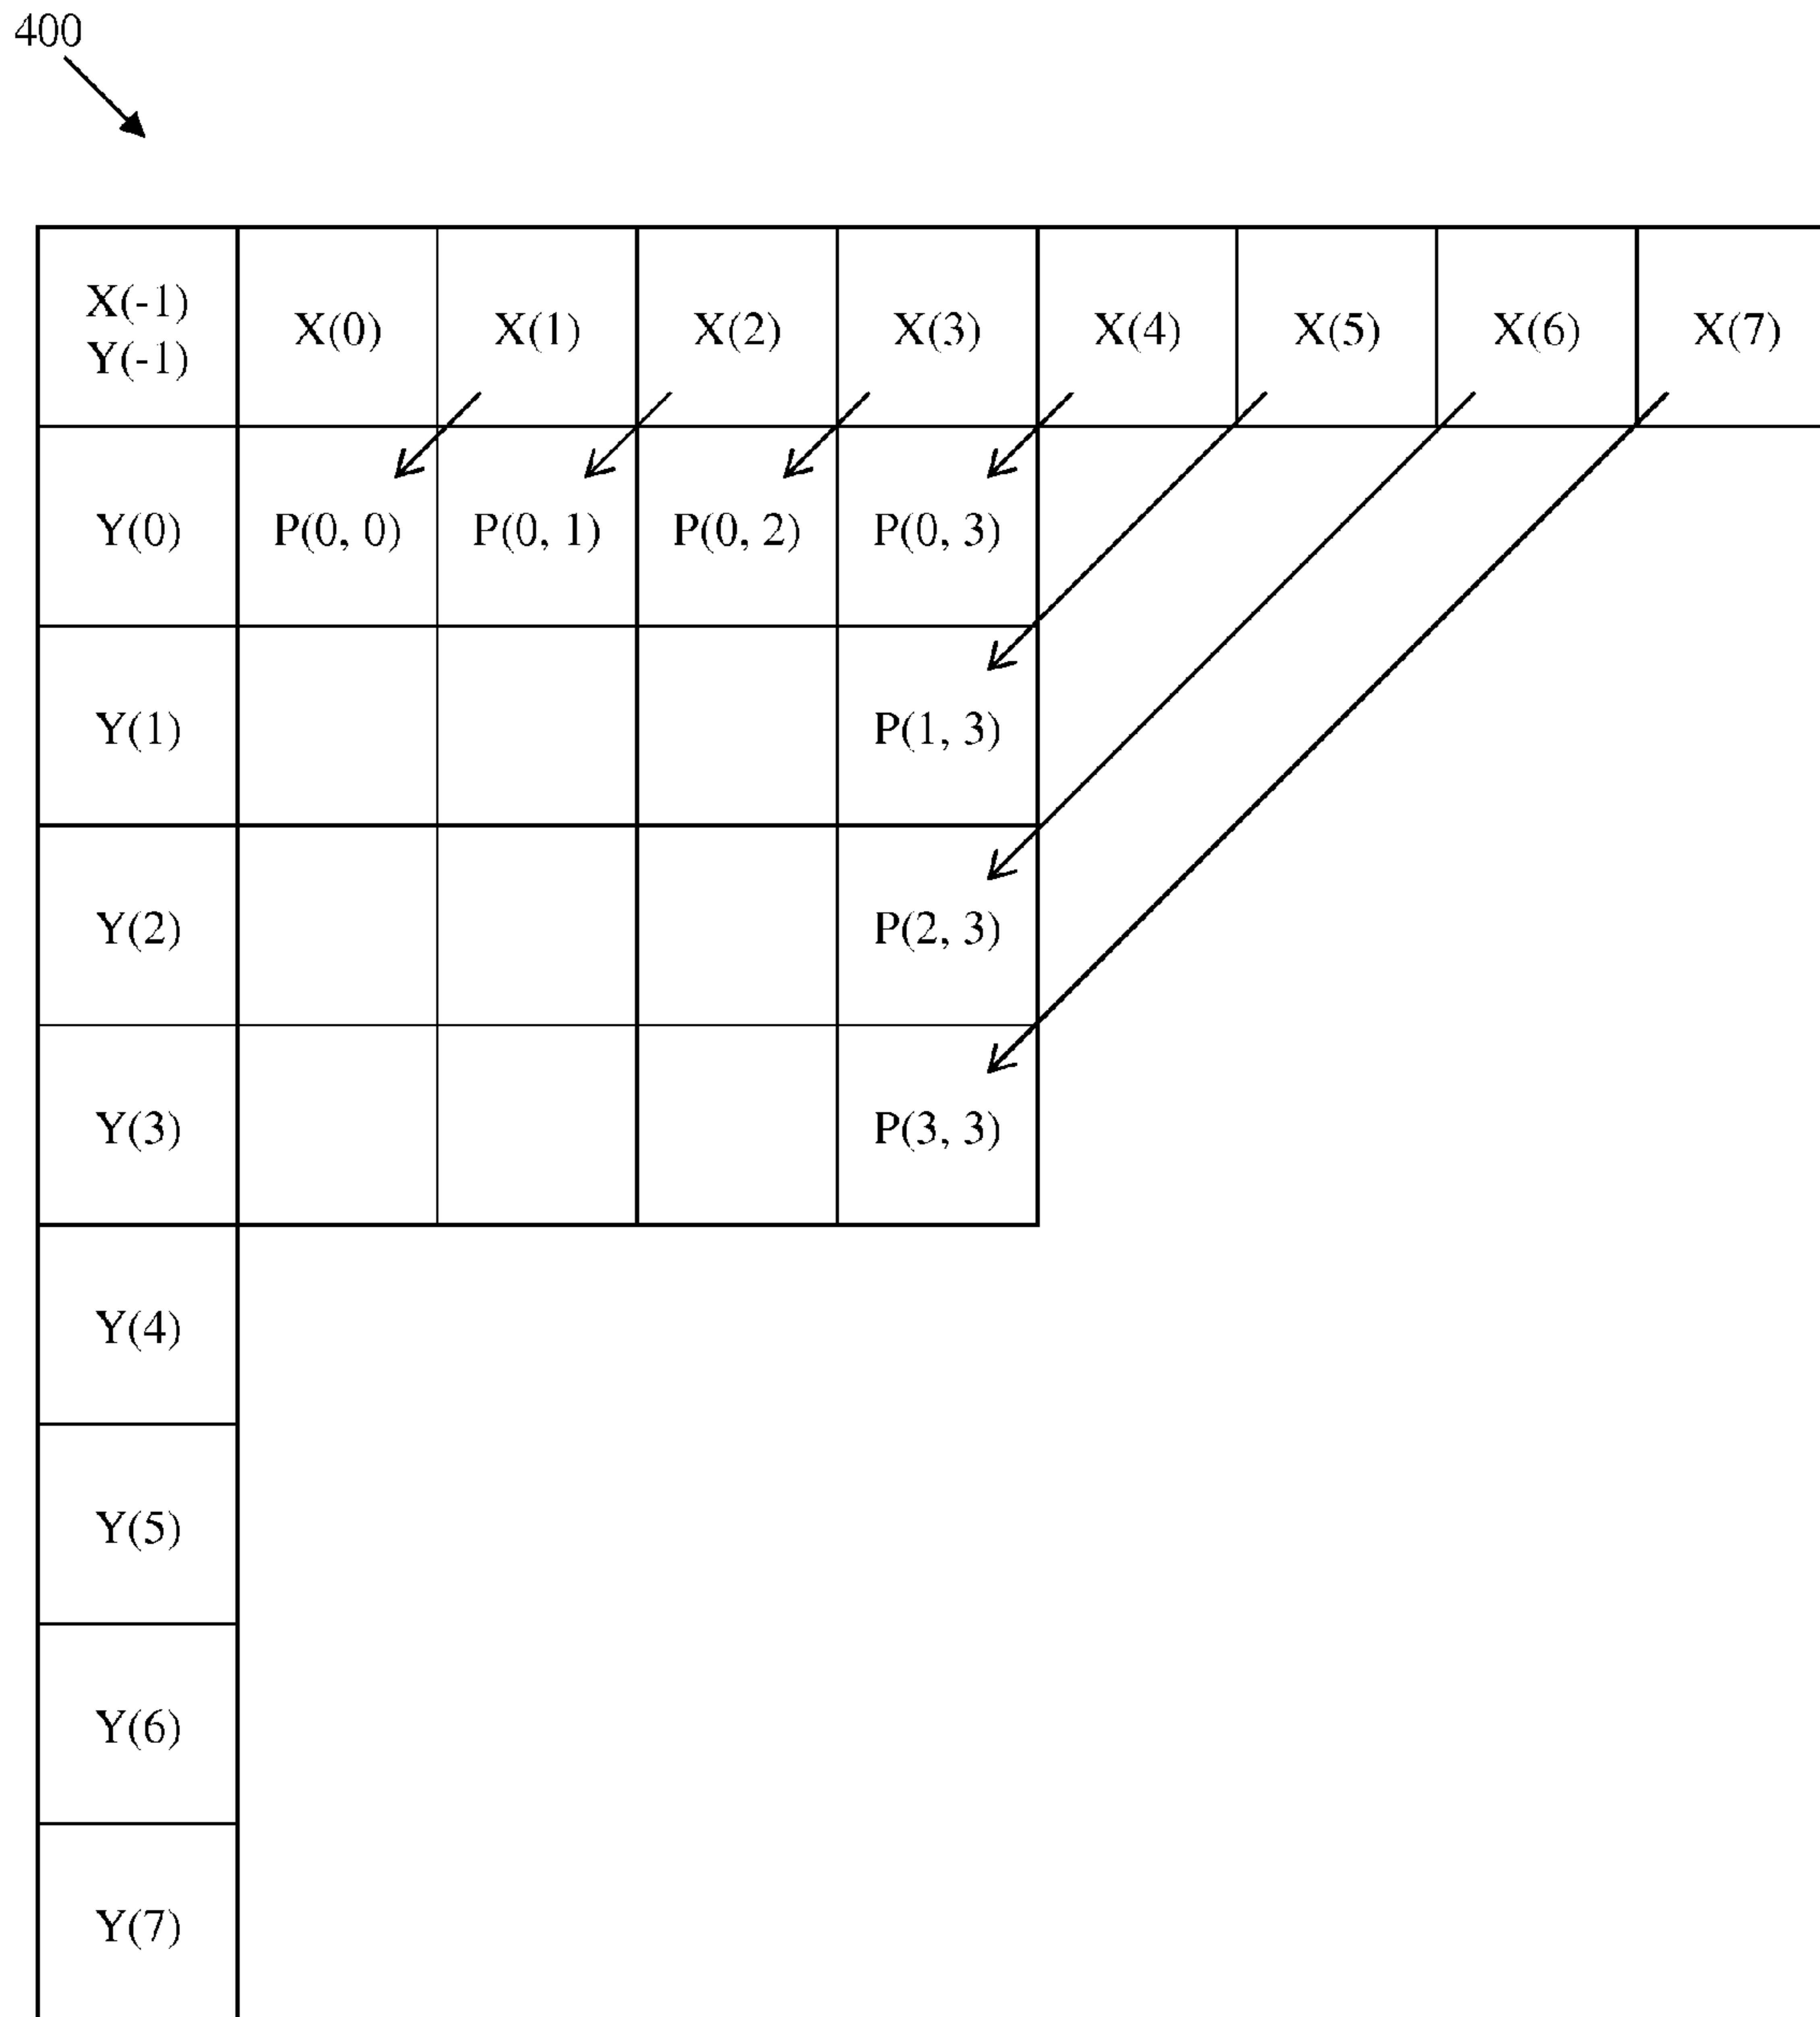 400
X(-1)
Y(-1)
X(0) X(1) X(2) X(3) X(4) X(5) X(6) X(7)
Y(0) P(0, 0) P(0, 1) P(0, 2) P(0, 3)
Y(1) P(1, 3)
Y(2) P(2, 3)
Y(3) P(3, 3)
Y(4)
Y(5)
Y(6)
Y(7)